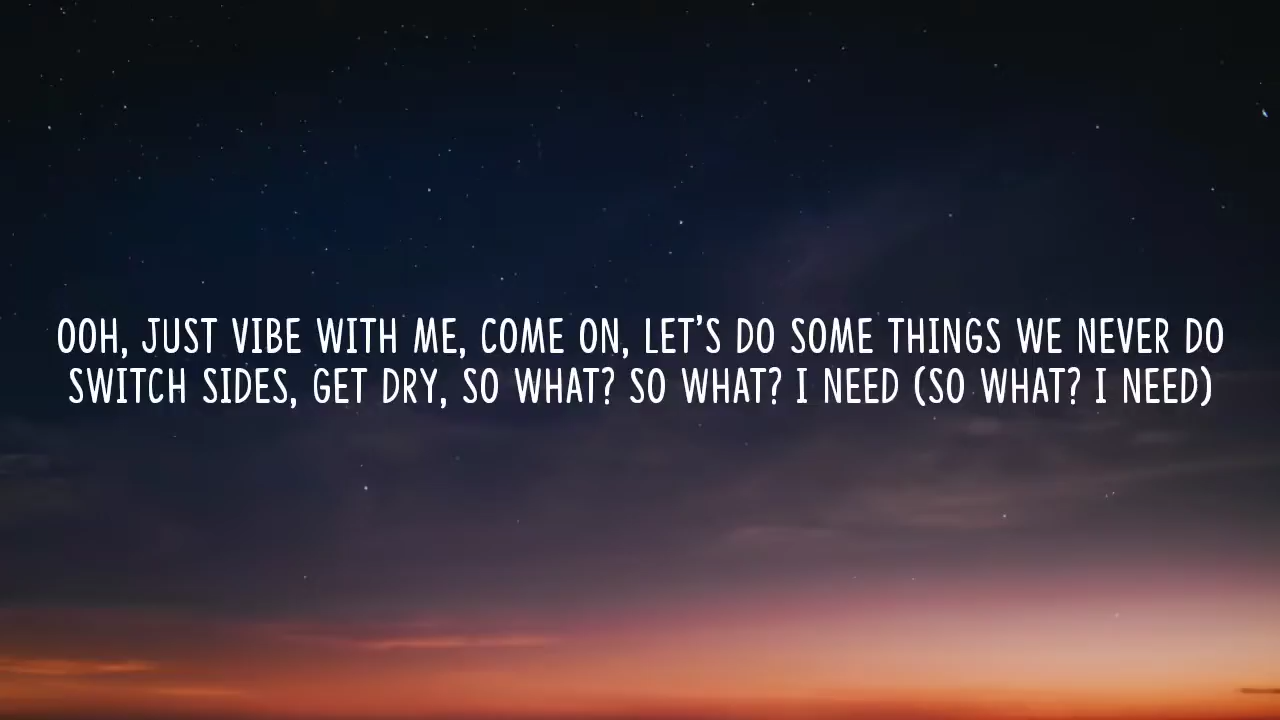 OOH, JUST VIBE WITH ME, COME ON, LET'S DO SOME THINGS WE NEVER DO
SWITCH SIDES, GET DRY, SO WHAT? SO WHAT? I NEED (SO WHAT? I NEED)